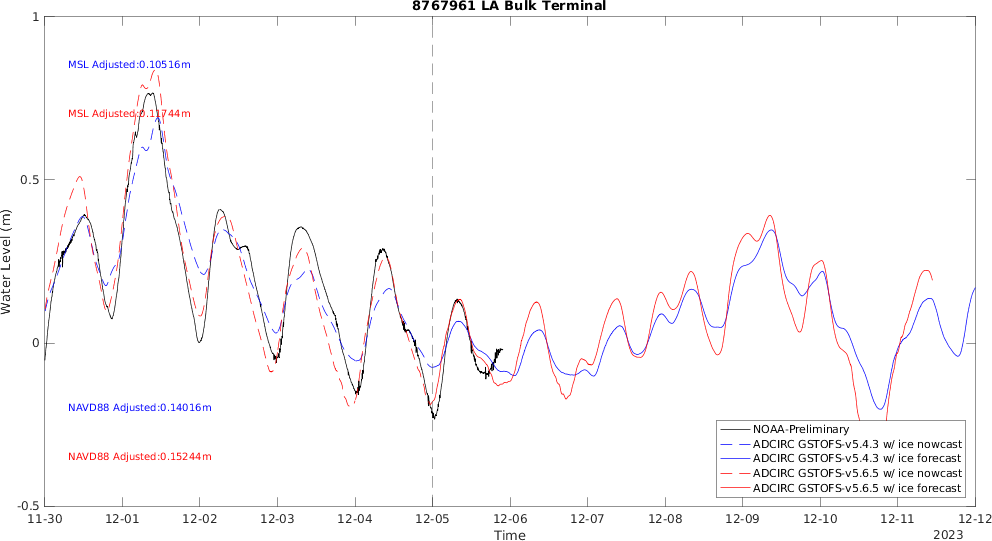 8767961 LA Bulk Terminal
1
0.5
0
-0.5
Water Level (m)
MSL Adjusted:0.10516m
MSL Adjusted:0.11744m
NAVD88 Adjusted:0.14016m
NAVD88 Adjusted:0.15244m
NOAA-Preliminary
ADCIRC GSTOFS-v5.4.3 w/ ice nowcast
ADCIRC GSTOFS-v5.4.3 w/ ice forecast
ADCIRC GSTOFS-v5.6.5 w/ ice nowcast
ADCIRC GSTOFS-v5.6.5 w/ ice forecast
11-30 12-01 12-02 12-03 12-04 12-05 12-06 12-07 12-08 12-09 12-10 12-11 12-12
Time
2023